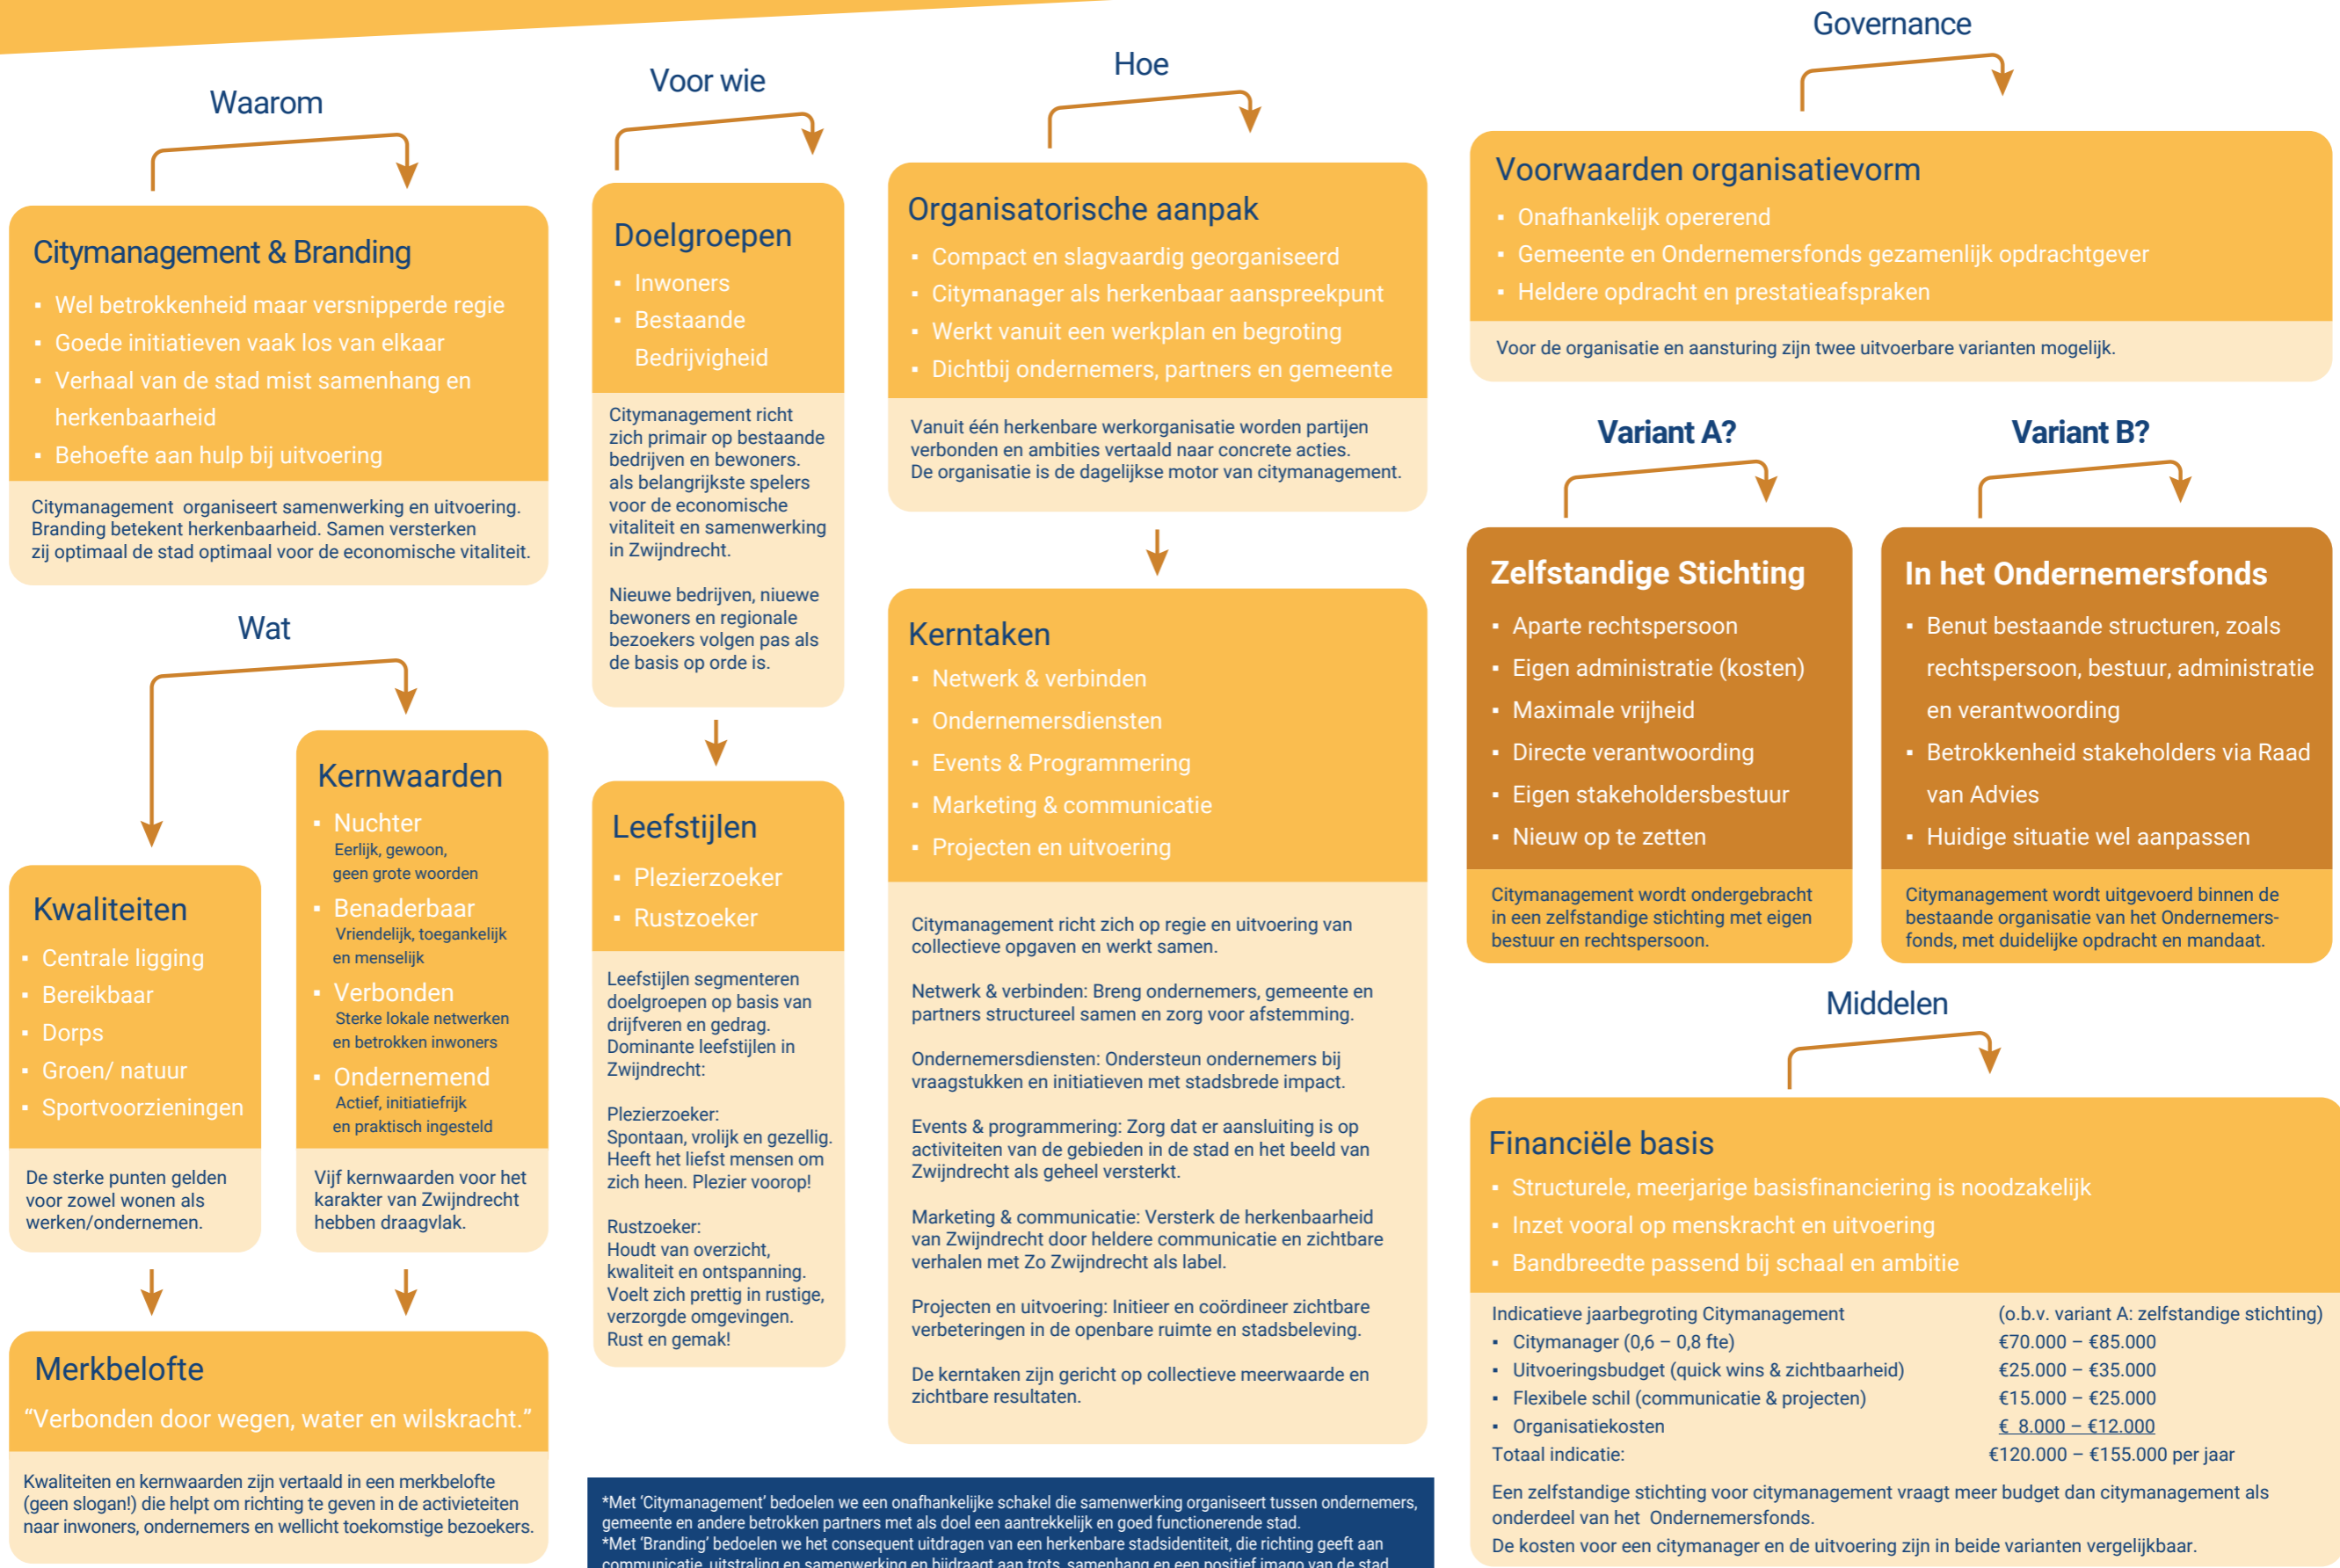 Waarom
Citymanagement & Branding
▪ Wel betrokkenheid maar versnipperde regie
▪ Goede initiatieven vaak los van elkaar
▪ Verhaal van de stad mist samenhang en
herkenbaarheid
▪ Behoefte aan hulp bij uitvoering
Citymanagement organiseert samenwerking en uitvoering.
Branding betekent herkenbaarheid. Samen versterken
zij optimaal de stad optimaal voor de economische vitaliteit.
Wat
Kwaliteiten
▪ Centrale ligging
▪ Bereikbaar
▪ Dorps
▪ Groen/ natuur
▪ Sportvoorzieningen
De sterke punten gelden
voor zowel wonen als
werken/ondernemen.
Kernwaarden
▪ Nuchter
Eerlijk, gewoon,
geen grote woorden
▪ Benaderbaar
Vriendelijk, toegankelijk
en menselijk
▪ Verbonden
Sterke lokale netwerken
en betrokken inwoners
▪ Ondernemend
Actief, initiatiefrijk
en praktisch ingesteld
Vijf kernwaarden voor het
karakter van Zwijndrecht
hebben draagvlak.
Merkbelofte
“Verbonden door wegen, water en wilskracht.”
Kwaliteiten en kernwaarden zijn vertaald in een merkbelofte
(geen slogan!) die helpt om richting te geven in de activieteiten
naar inwoners, ondernemers en wellicht toekomstige bezoekers.
Voor wie
Doelgroepen
▪ Inwoners
▪ Bestaande
Bedrijvigheid
Citymanagement richt
zich primair op bestaande
bedrijven en bewoners.
als belangrijkste spelers
voor de economische
vitaliteit en samenwerking
in Zwijndrecht.
Nieuwe bedrijven, niuewe
bewoners en regionale
bezoekers volgen pas als
de basis op orde is.
Leefstijlen
▪ Plezierzoeker
▪ Rustzoeker
Leefstijlen segmenteren
doelgroepen op basis van
drijfveren en gedrag.
Dominante leefstijlen in
Zwijndrecht:
Plezierzoeker:
Spontaan, vrolijk en gezellig.
Heeft het liefst mensen om
zich heen. Plezier voorop!
Rustzoeker:
Houdt van overzicht,
kwaliteit en ontspanning.
Voelt zich prettig in rustige,
verzorgde omgevingen.
Rust en gemak!
Hoe
Organisatorische aanpak
▪ Compact en slagvaardig georganiseerd
▪ Citymanager als herkenbaar aanspreekpunt
▪ Werkt vanuit een werkplan en begroting
▪ Dichtbij ondernemers, partners en gemeente
Vanuit één herkenbare werkorganisatie worden partijen
verbonden en ambities vertaald naar concrete acties.
De organisatie is de dagelijkse motor van citymanagement.
Kerntaken
▪ Netwerk & verbinden
▪ Ondernemersdiensten
▪ Events & Programmering
▪ Marketing & communicatie
▪ Projecten en uitvoering
Citymanagement richt zich op regie en uitvoering van
collectieve opgaven en werkt samen.
Netwerk & verbinden: Breng ondernemers, gemeente en
partners structureel samen en zorg voor afstemming.
Ondernemersdiensten: Ondersteun ondernemers bij
vraagstukken en initiatieven met stadsbrede impact.
Events & programmering: Zorg dat er aansluiting is op
activiteiten van de gebieden in de stad en het beeld van
Zwijndrecht als geheel versterkt.
Marketing & communicatie: Versterk de herkenbaarheid
van Zwijndrecht door heldere communicatie en zichtbare
verhalen met Zo Zwijndrecht als label.
Projecten en uitvoering: Initieer en coördineer zichtbare
verbeteringen in de openbare ruimte en stadsbeleving.
De kerntaken zijn gericht op collectieve meerwaarde en
zichtbare resultaten.
*Met ‘Citymanagement’ bedoelen we een onafhankelijke schakel die samenwerking organiseert tussen ondernemers,
gemeente en andere betrokken partners met als doel een aantrekkelijk en goed functionerende stad.
*Met ‘Branding’ bedoelen we het consequent uitdragen van een herkenbare stadsidentiteit, die richting geeft aan
communicatie, uitstraling en samenwerking en bijdraagt aan trots, samenhang en een positief imago van de stad.
Governance
Voorwaarden organisatievorm
▪ Onafhankelijk opererend
▪ Gemeente en Ondernemersfonds gezamenlijk opdrachtgever
▪ Heldere opdracht en prestatieafspraken
Voor de organisatie en aansturing zijn twee uitvoerbare varianten mogelijk.
Variant A?
Zelfstandige Stichting
▪ Aparte rechtspersoon
▪ Eigen administratie (kosten)
▪ Maximale vrijheid
▪ Directe verantwoording
▪ Eigen stakeholdersbestuur
▪ Nieuw op te zetten
Citymanagement wordt ondergebracht
in een zelfstandige stichting met eigen
bestuur en rechtspersoon.
Variant B?
In het Ondernemersfonds
▪ Benut bestaande structuren, zoals
rechtspersoon, bestuur, administratie
en verantwoording
▪ Betrokkenheid stakeholders via Raad
van Advies
▪ Huidige situatie wel aanpassen
Citymanagement wordt uitgevoerd binnen de
bestaande organisatie van het Ondernemers-
fonds, met duidelijke opdracht en mandaat.
Middelen
Financiële basis
▪ Structurele, meerjarige basisfinanciering is noodzakelijk
▪ Inzet vooral op menskracht en uitvoering
▪ Bandbreedte passend bij schaal en ambitie
Indicatieve jaarbegroting Citymanagement (o.b.v. variant A: zelfstandige stichting)
▪ Citymanager (0,6 – 0,8 fte) €70.000 – €85.000
▪ Uitvoeringsbudget (quick wins & zichtbaarheid) €25.000 – €35.000
▪ Flexibele schil (communicatie & projecten) €15.000 – €25.000
▪ Organisatiekosten € 8.000 – €12.000
Totaal indicatie: €120.000 – €155.000 per jaar
Een zelfstandige stichting voor citymanagement vraagt meer budget dan citymanagement als
onderdeel van het Ondernemersfonds.
De kosten voor een citymanager en de uitvoering zijn in beide varianten vergelijkbaar.